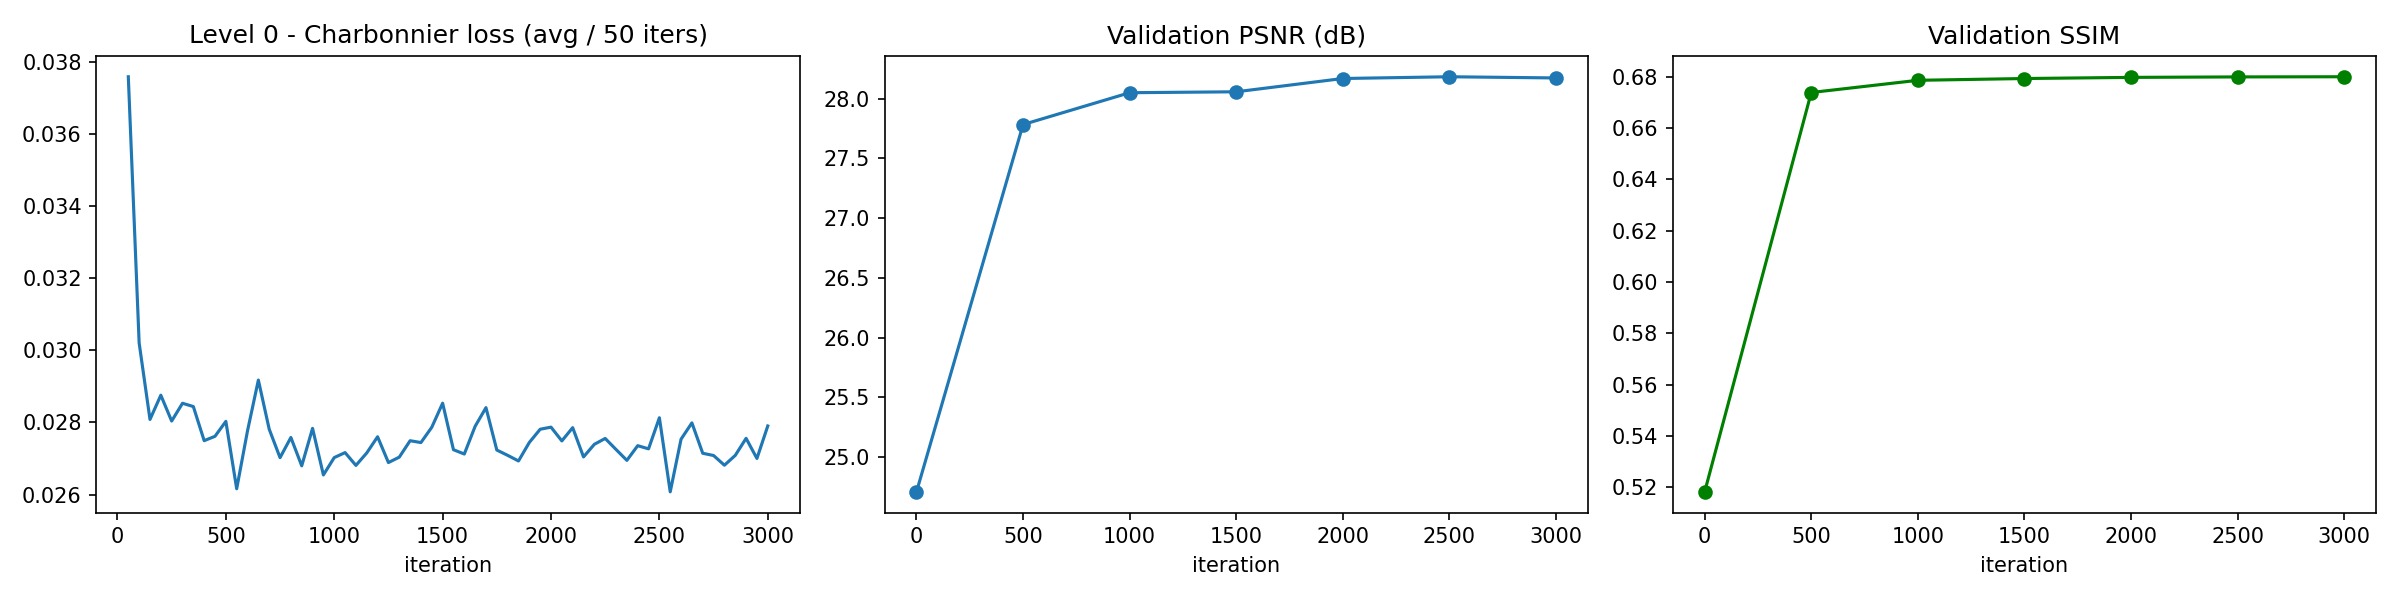 Level 0 - Charbonnier loss (avg / 50 iters)
0.038
0.036
0.034
0.032
0.030
0.028
0.026
0 500 1000 1500 2000 2500 3000
iteration
Validation PSNR (dB)
28.0
27.5
27.0
26.5
26.0
25.5
25.0
0 500 1000 1500 2000 2500 3000
iteration
Validation SSIM
0.68
0.66
0.64
0.62
0.60
0.58
0.56
0.54
0.52
0 500 1000 1500 2000 2500 3000
iteration